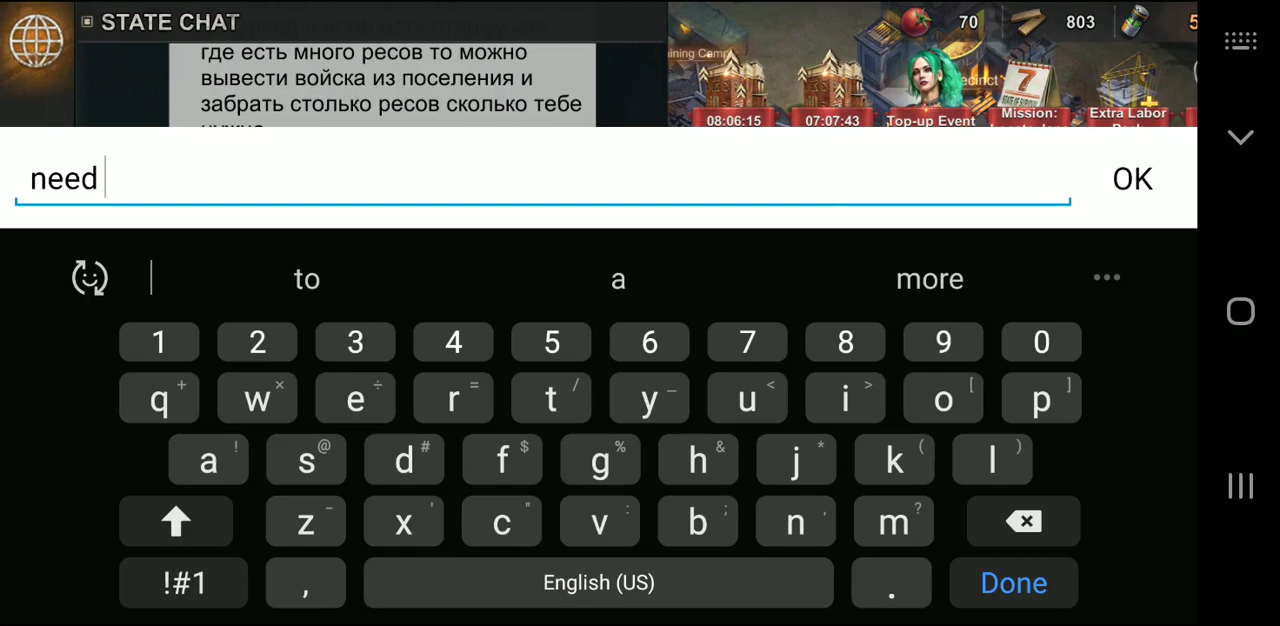 STATE CHAT
70
803
где есть много ресов то можно
вывести войска из поселения и
забрать столько ресов сколько тебе
7
08:06:15
07:07:43
Top-up Event
Mission:
Extra Labor
need
OK
to
a
more
1 2 3 4 5 6 7 8 9 0
q + w × e ÷ r = t / y _ u < i > o [ p ]
a ! s @ d # f $ g % h & j * k ( l )
z - x ' c " v : b ; n , m ?
!#1 , English (US) . Done